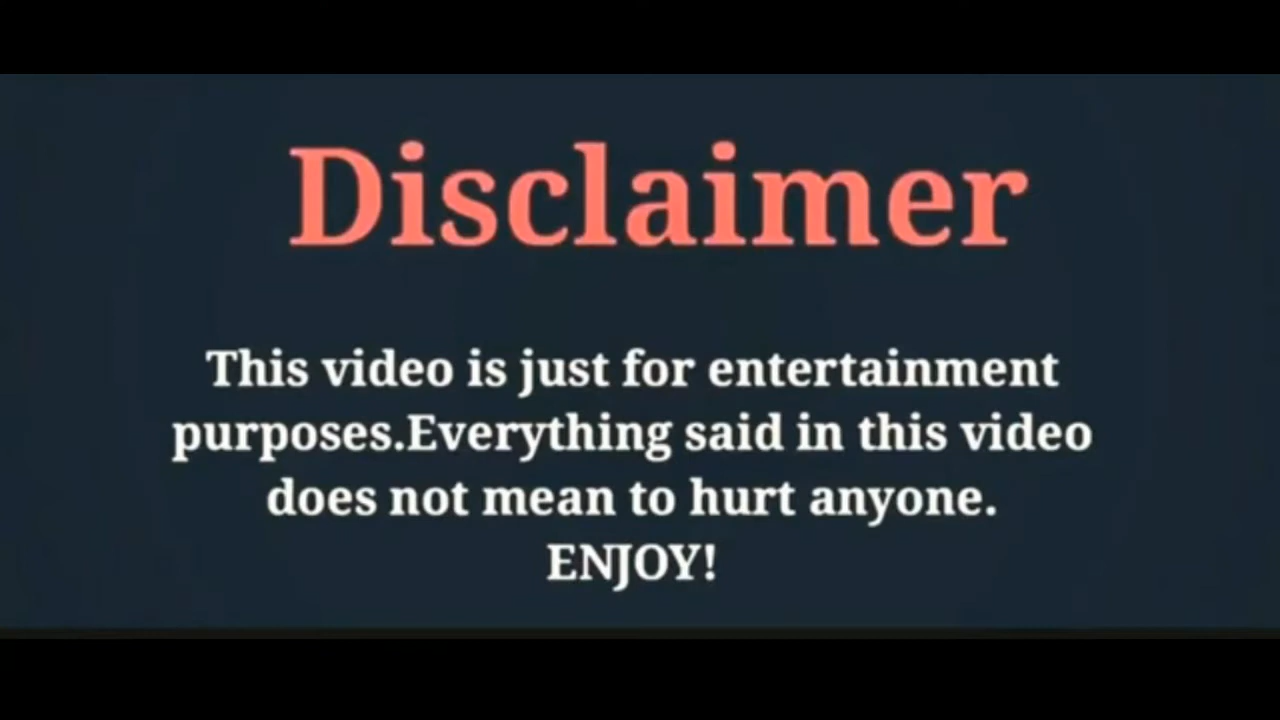 Disclaimer
This video is just for entertainment
purposes.Everything said in this video
does not mean to hurt anyone.
ENJOY!